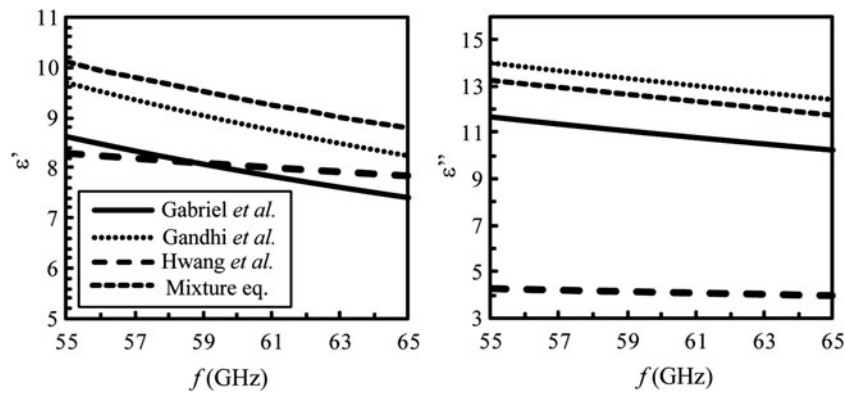 11
10
9
8
7
6
5
ε'
Gabriel et al.
Gandhi et al.
Hwang et al.
Mixture eq.
55 57 59 61 63 65
f (GHz)
15
13
11
9
7
5
3
ε''
55 57 59 61 63 65
f (GHz)